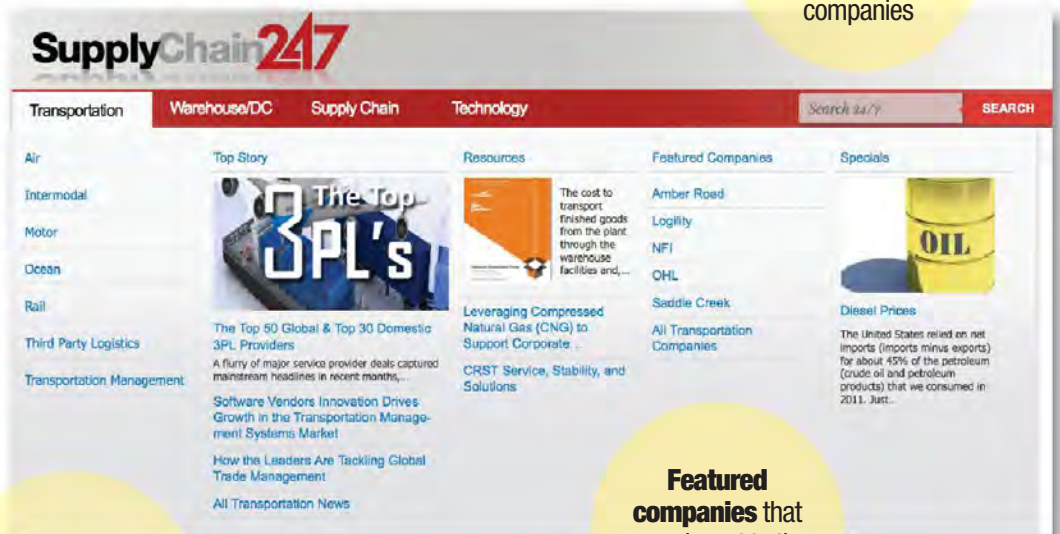 companies
SupplyChain247
Transportation
Warehouse/DC
Supply Chain
Technology
Search 24/7
SEARCH
Air
Intermodal
Motor
Ocean
Rail
Third Party Logistics
Transportation Management
Top Story
The Top
3PL's
The Top 50 Global & Top 30 Domestic
3PL Providers
A flurry of major service provider deals captured
mainstream headlines in recent months,...
Software Vendors Innovation Drives
Growth in the Transportation Manage-
ment Systems Market
How the Leaders Are Tackling Global
Trade Management
All Transportation News
Resources
The cost to
transport
finished goods
from the plant
through the
warehouse
facilities and,...
Leveraging Compressed
Natural Gas (CNG) to
Support Corporate...
CRST Service, Stability, and
Solutions
Featured Companies
Amber Road
Logility
NFI
OHL
Saddle Creek
All Transportation
Companies
Specials
OIL
Diesel Prices
The United States relied on net
imports (imports minus exports)
for about 45% of the petroleum
(crude oil and petroleum
products) that we consumed in
2011. Just...
Featured
companies that